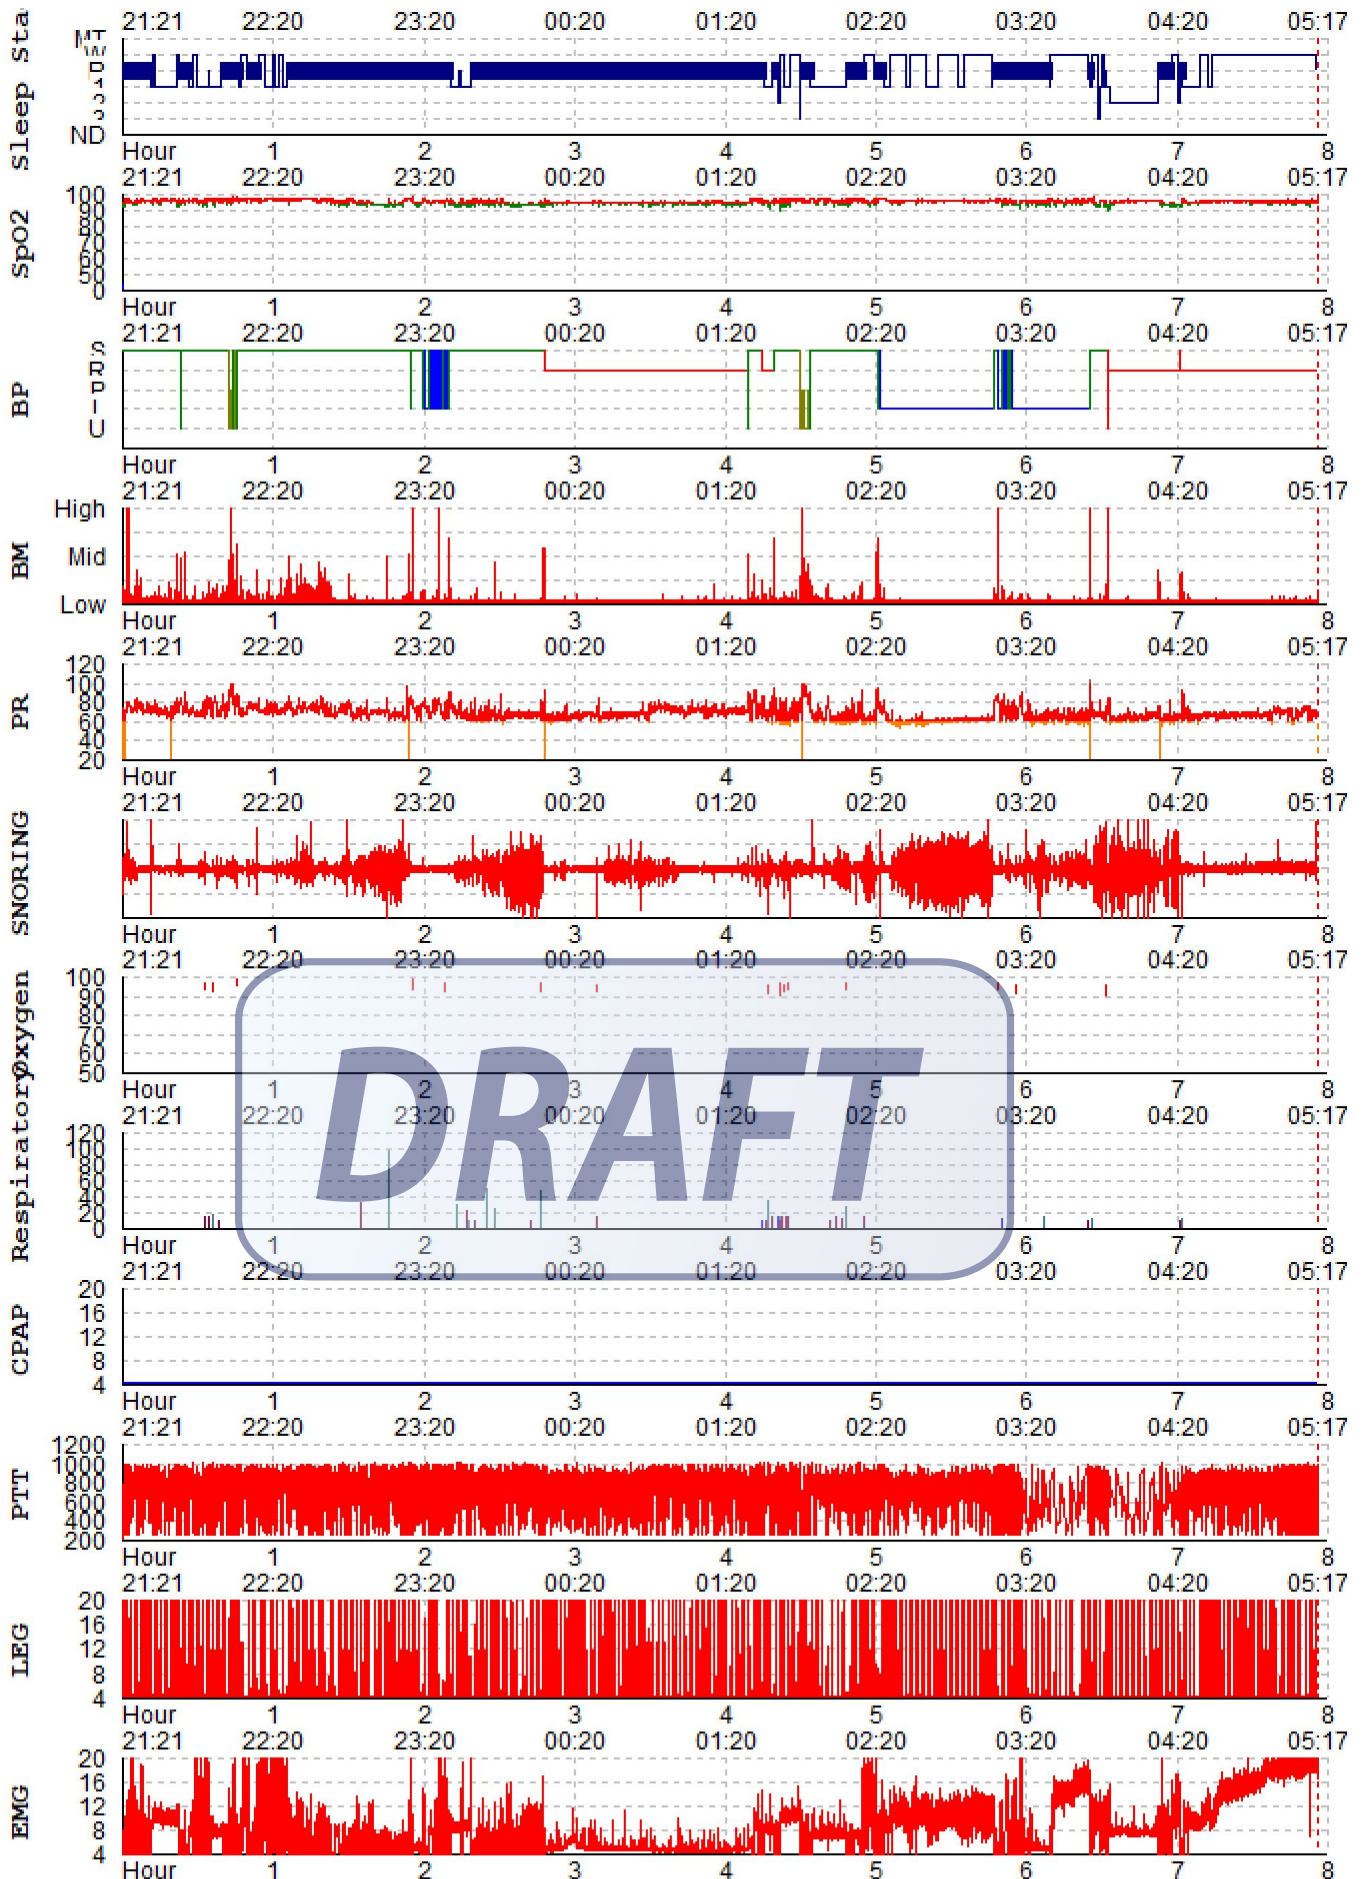 Sleep Sta
21:21 22:20 23:20 00:20 01:20 02:20 03:20 04:20 05:17
MT
W
R
1
2
3
ND
Hour 1 2 3 4 5 6 7 8
21:21 22:20 23:20 00:20 01:20 02:20 03:20 04:20 05:17
SpO2
100
90
80
70
60
50
0
Hour 1 2 3 4 5 6 7 8
21:21 22:20 23:20 00:20 01:20 02:20 03:20 04:20 05:17
BP
S
R
P
I
U
Hour 1 2 3 4 5 6 7 8
21:21 22:20 23:20 00:20 01:20 02:20 03:20 04:20 05:17
BM
High
Mid
Low
Hour 1 2 3 4 5 6 7 8
21:21 22:20 23:20 00:20 01:20 02:20 03:20 04:20 05:17
PR
120
100
80
60
40
20
Hour 1 2 3 4 5 6 7 8
21:21 22:20 23:20 00:20 01:20 02:20 03:20 04:20 05:17
SNORING
Hour 1 2 3 4 5 6 7 8
21:21 22:20 23:20 00:20 01:20 02:20 03:20 04:20 05:17
Oxygen
100
90
80
70
60
50
Hour 1 2 3 4 5 6 7 8
21:21 22:20 23:20 00:20 01:20 02:20 03:20 04:20 05:17
DRAFT
Respiratory
120
100
80
60
40
20
0
Hour 1 2 3 4 5 6 7 8
21:21 22:20 23:20 00:20 01:20 02:20 03:20 04:20 05:17
CPAP
20
16
12
8
4
Hour 1 2 3 4 5 6 7 8
21:21 22:20 23:20 00:20 01:20 02:20 03:20 04:20 05:17
PTT
1200
1000
800
600
400
200
Hour 1 2 3 4 5 6 7 8
21:21 22:20 23:20 00:20 01:20 02:20 03:20 04:20 05:17
LEG
20
16
12
8
4
Hour 1 2 3 4 5 6 7 8
21:21 22:20 23:20 00:20 01:20 02:20 03:20 04:20 05:17
EMG
20
16
12
8
4
Hour 1 2 3 4 5 6 7 8